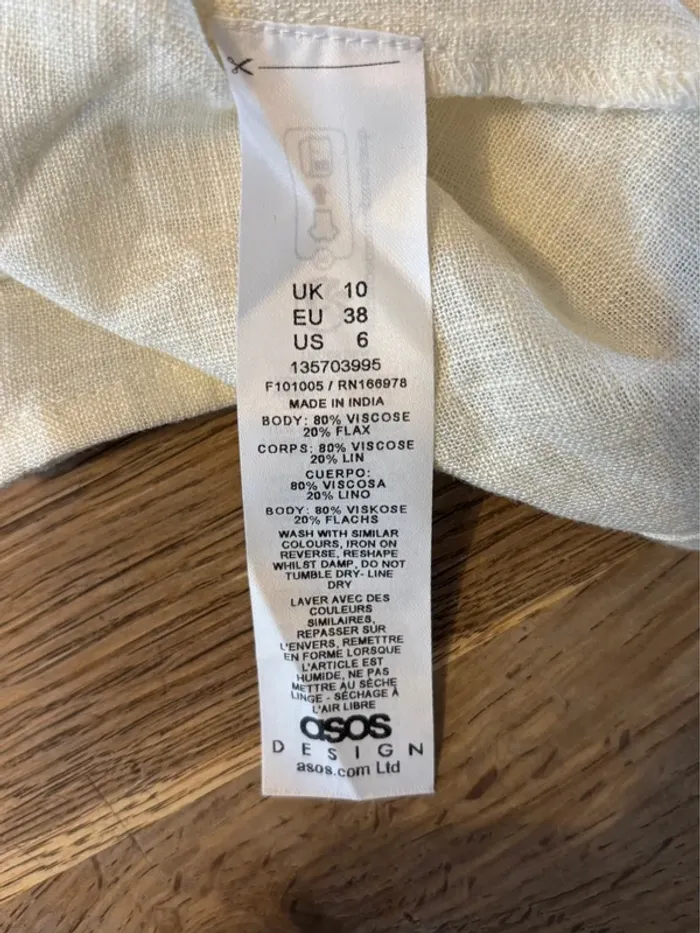 UK 10
EU 38
US 6
135703995
F101005 / RN166978
MADE IN INDIA
BODY: 80% VISCOSE
20% FLAX
CORPS: 80% VISCOSE
20% LIN
CUERPO:
80% VISCOSA
20% LINO
BODY: 80% VISKOSE
20% FLACHS
WASH WITH SIMILAR
COLOURS, IRON ON
REVERSE, RESHAPE
WHILST DAMP, DO NOT
TUMBLE DRY- LINE
DRY
LAVER AVEC DES
COULEURS
SIMILAIRES,
REPASSER SUR
L'ENVERS, REMETTRE
EN FORME LORSQUE
L'ARTICLE EST
HUMIDE, NE PAS
METTRE AU SÈCHE
LINGE - SÉCHAGE À
L'AIR LIBRE
asos
DESIGN
asos.com Ltd